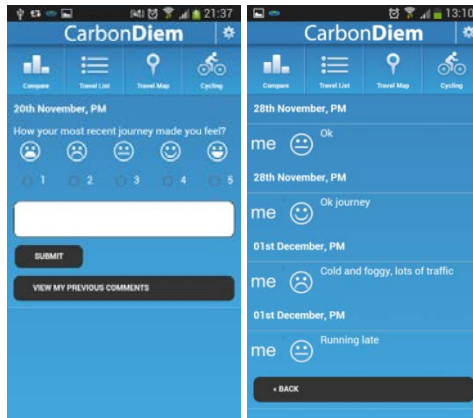 21:37
CarbonDiem
Compare Travel List Travel Map Cycling
20th November, PM
How your most recent journey made you feel?
1 2 3 4 5
SUBMIT
VIEW MY PREVIOUS COMMENTS
13:10
CarbonDiem
Compare Travel List Travel Map Cycling
28th November, PM
me Ok
28th November, PM
me Ok journey
01st December, PM
me Cold and foggy, lots of traffic
01st December, PM
me Running late
< BACK